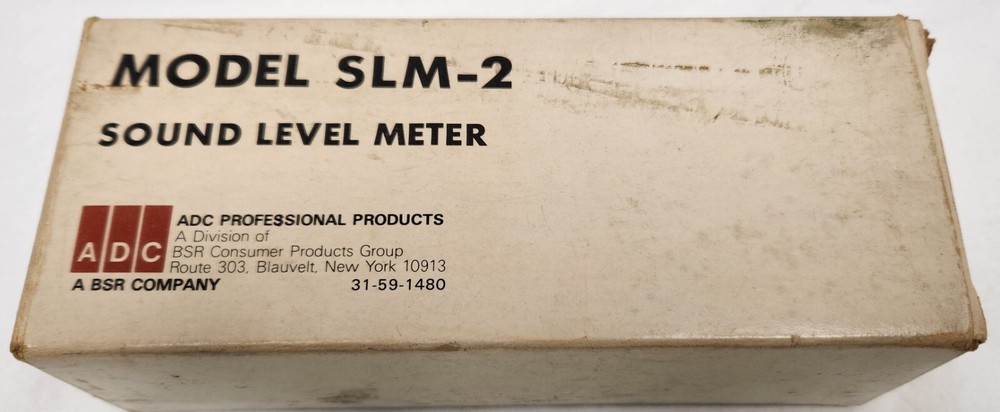 MODEL SLM-2
SOUND LEVEL METER
ADC
ADC PROFESSIONAL PRODUCTS
A Division of
BSR Consumer Products Group
Route 303, Blauvelt, New York 10913
A BSR COMPANY 31-59-1480